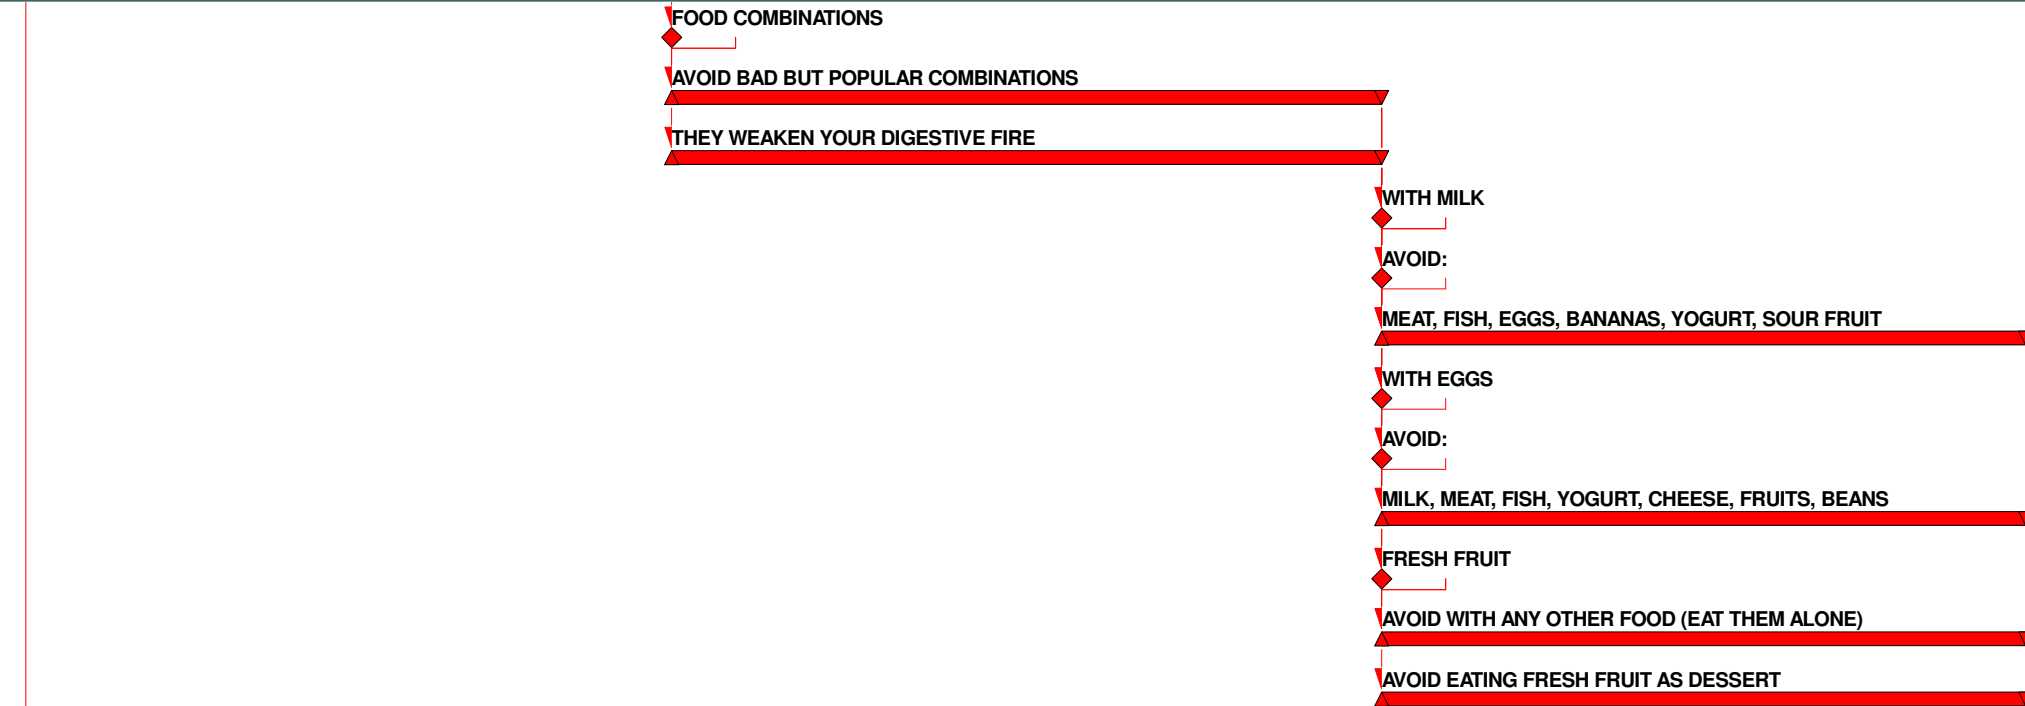 FOOD COMBINATIONS
AVOID BAD BUT POPULAR COMBINATIONS
THEY WEAKEN YOUR DIGESTIVE FIRE
WITH MILK
AVOID:
MEAT, FISH, EGGS, BANANAS, YOGURT, SOUR FRUIT
WITH EGGS
AVOID:
MILK, MEAT, FISH, YOGURT, CHEESE, FRUITS, BEANS
FRESH FRUIT
AVOID WITH ANY OTHER FOOD (EAT THEM ALONE)
AVOID EATING FRESH FRUIT AS DESSERT